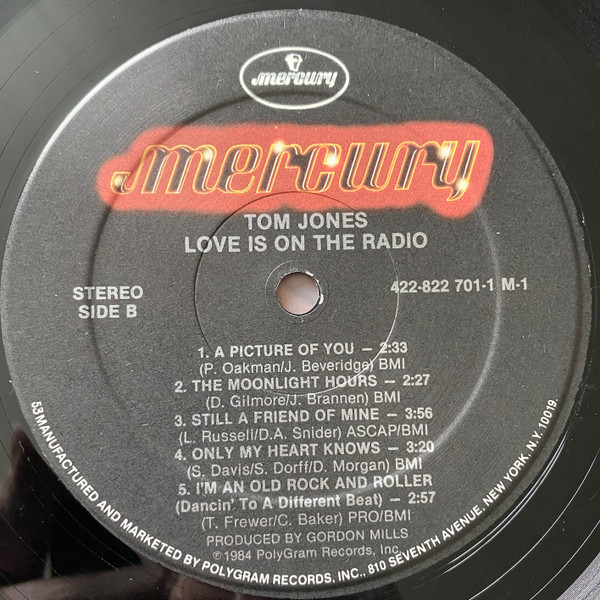 mercury
mercury
TOM JONES
LOVE IS ON THE RADIO
STEREO
SIDE B
422-822 701-1 M-1
1. A PICTURE OF YOU — 2:33
(P. Oakman/J. Beveridge) BMI
2. THE MOONLIGHT HOURS — 2:27
(D. Gilmore/J. Brannen) BMI
3. STILL A FRIEND OF MINE — 3:56
(L. Russell/D.A. Snider) ASCAP/BMI
4. ONLY MY HEART KNOWS — 3:20
(S. Davis/S. Dorff/D. Morgan) BMI
5. I'M AN OLD ROCK AND ROLLER
(Dancin' To A Different Beat) — 2:57
(T. Frewer/C. Baker) PRO/BMI
PRODUCED BY GORDON MILLS
℗1984 PolyGram Records, Inc.
53 MANUFACTURED AND MARKETED BY POLYGRAM RECORDS, INC., 810 SEVENTH AVENUE, NEW YORK, N.Y. 10019.